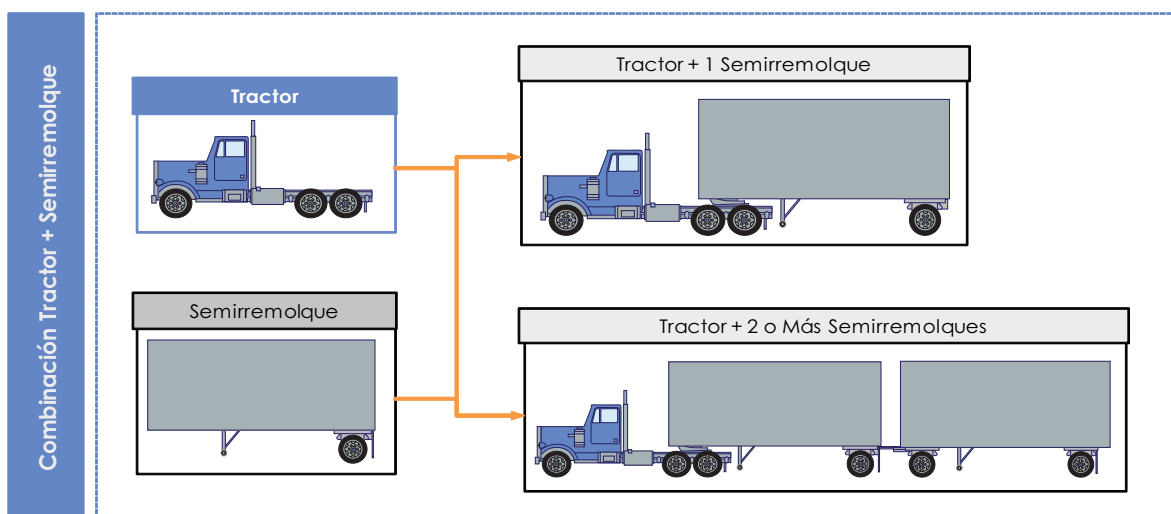 Combinación Tractor + Semirremolque
Tractor
Tractor + 1 Semirremolque
Semirremolque
Tractor + 2 o Más Semirremolques